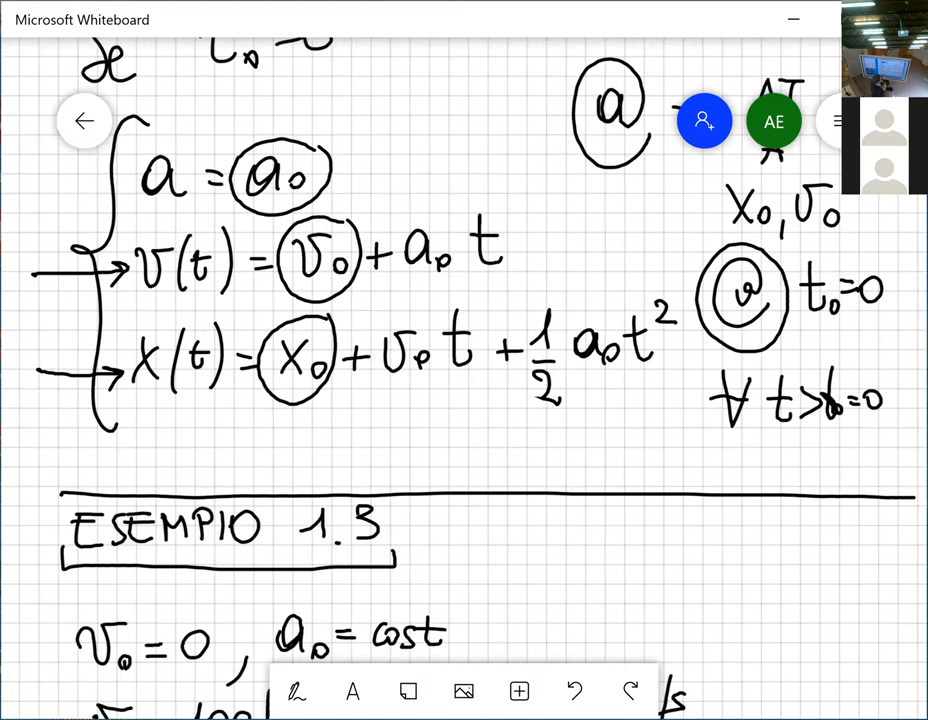 Microsoft Whiteboard
a
AE
a = a₀
x₀, v₀
v(t) = v₀ + a₀ t
@ t₀=0
x(t) = x₀ + v₀ t + 1/2 a₀ t²
∀ t > t₀ = 0
ESEMPIO 1.3
v₀ = 0, a₀ = cost
/s